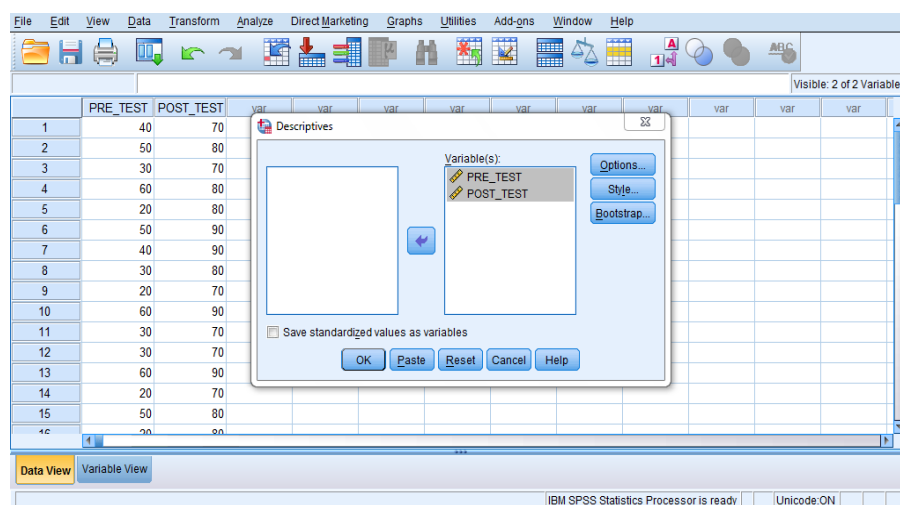 File Edit View Data Transform Analyze Direct Marketing Graphs Utilities Add-ons Window Help
A
1
ABC
Visible: 2 of 2 Variable
PRE_TEST POST_TEST var var var var var var var var var var
Descriptives
Variable(s):
PRE_TEST
POST_TEST
Options...
Style...
Bootstrap...
Save standardized values as variables
OK Paste Reset Cancel Help
1 40 70
2 50 80
3 30 70
4 60 80
5 20 80
6 50 90
7 40 90
8 30 80
9 20 70
10 60 90
11 30 70
12 30 70
13 60 90
14 20 70
15 50 80
16 20 80
Data View Variable View
IBM SPSS Statistics Processor is ready Unicode:ON